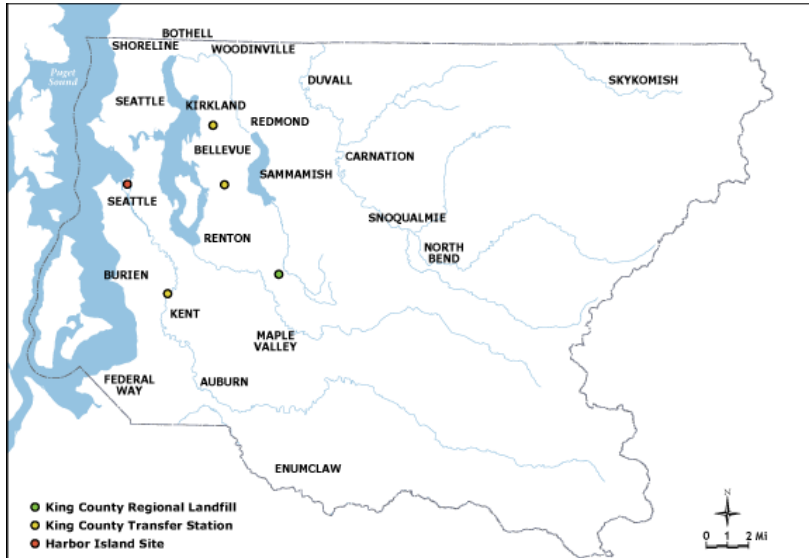 BOTHELL
SHORELINE
WOODINVILLE
Puget
Sound
DUVALL
SKYKOMISH
SEATTLE
KIRKLAND
REDMOND
BELLEVUE
CARNATION
SAMMAMISH
SEATTLE
SNOQUALMIE
RENTON
NORTH
BEND
BURIEN
KENT
MAPLE
VALLEY
FEDERAL
WAY
AUBURN
ENUMCLAW
King County Regional Landfill
King County Transfer Station
Harbor Island Site
N
0 1 2 Mi